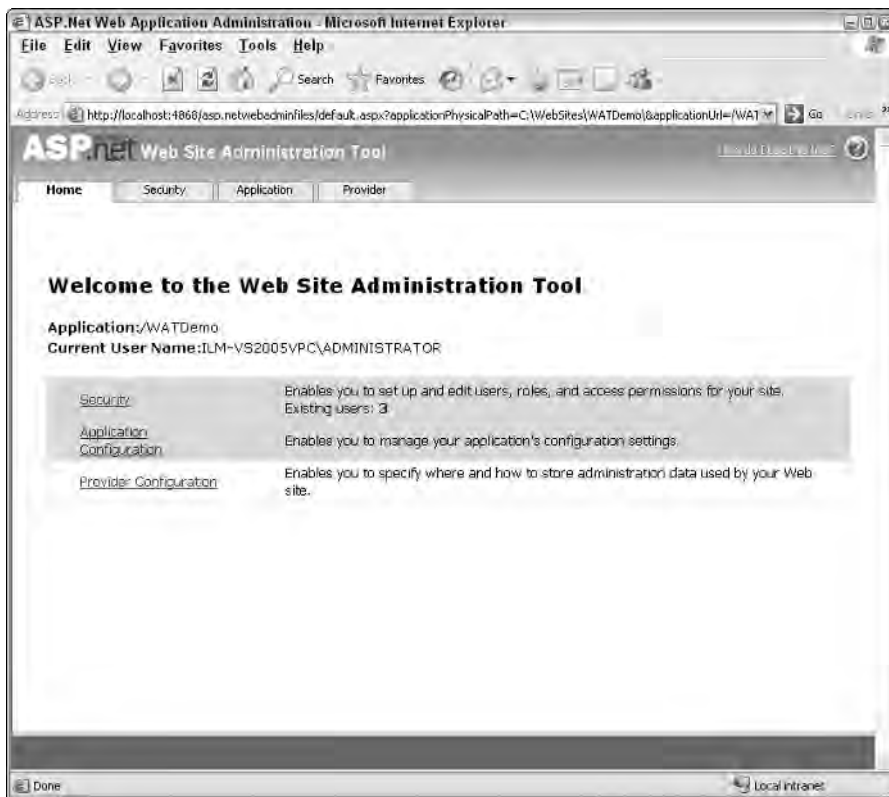 ASP.Net Web Application Administration - Microsoft Internet Explorer
File Edit View Favorites Tools Help
Search Favorites
Address http://localhost:4868/asp.netwebadminfiles/default.aspx?applicationPhysicalPath=C:\WebSites\WATDemo\&applicationUrl=/WAT Go
ASP.net Web Site Administration Tool
Home Security Application Provider
Welcome to the Web Site Administration Tool
Application:/WATDemo
Current User Name:ILM-VS2005VPC\ADMINISTRATOR
Security Enables you to set up and edit users, roles, and access permissions for your site.
Existing users: 3
Application
Configuration Enables you to manage your application's configuration settings.
Provider Configuration Enables you to specify where and how to store administration data used by your Web
site.
Done Local intranet